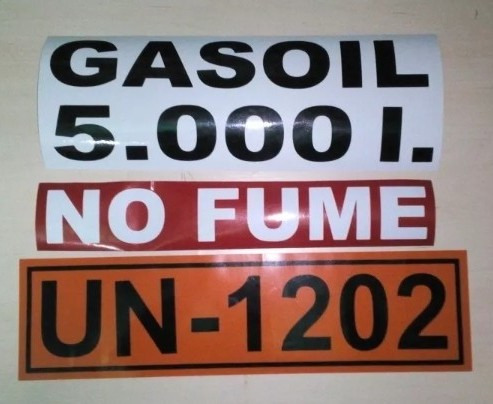 GASOIL
5.000 l.
NO FUME
UN-1202